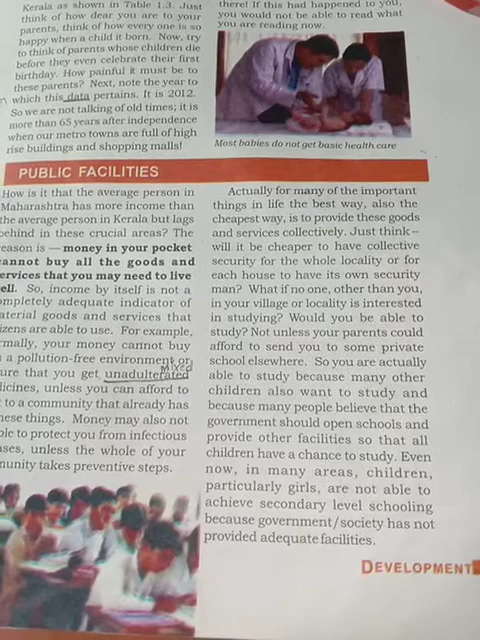 Kerala as shown in Table 1.3. Just
think of how dear you are to your
parents, think of how every one is so
happy when a child it born. Now, try
to think of parents whose children die
before they even celebrate their first
birthday. How painful it must be to
these parents? Next, note the year to
which this data pertains. It is 2012.
So we are not talking of old times; it is
more than 65 years after independence
when our metro towns are full of high
rise buildings and shopping malls!
there! If this had happened to you,
you would not be able to read what
you are reading now.
Most babies do not get basic health care
PUBLIC FACILITIES
How is it that the average person in
Maharashtra has more income than
the average person in Kerala but lags
behind in these crucial areas? The
eason is — money in your pocket
annot buy all the goods and
ervices that you may need to live
ell. So, income by itself is not a
ompletely adequate indicator of
aterial goods and services that
izens are able to use. For example,
rmally, your money cannot buy
a pollution-free environment or
mixed
ure that you get unadulterated
dicines, unless you can afford to
to a community that already has
hese things. Money may also not
ble to protect you from infectious
ases, unless the whole of your
munity takes preventive steps.
Actually for many of the important
things in life the best way, also the
cheapest way, is to provide these goods
and services collectively. Just think –
will it be cheaper to have collective
security for the whole locality or for
each house to have its own security
man? What if no one, other than you,
in your village or locality is interested
in studying? Would you be able to
study? Not unless your parents could
afford to send you to some private
school elsewhere. So you are actually
able to study because many other
children also want to study and
because many people believe that the
government should open schools and
provide other facilities so that all
children have a chance to study. Even
now, in many areas, children,
particularly girls, are not able to
achieve secondary level schooling
because government/society has not
provided adequate facilities.
DEVELOPMENT